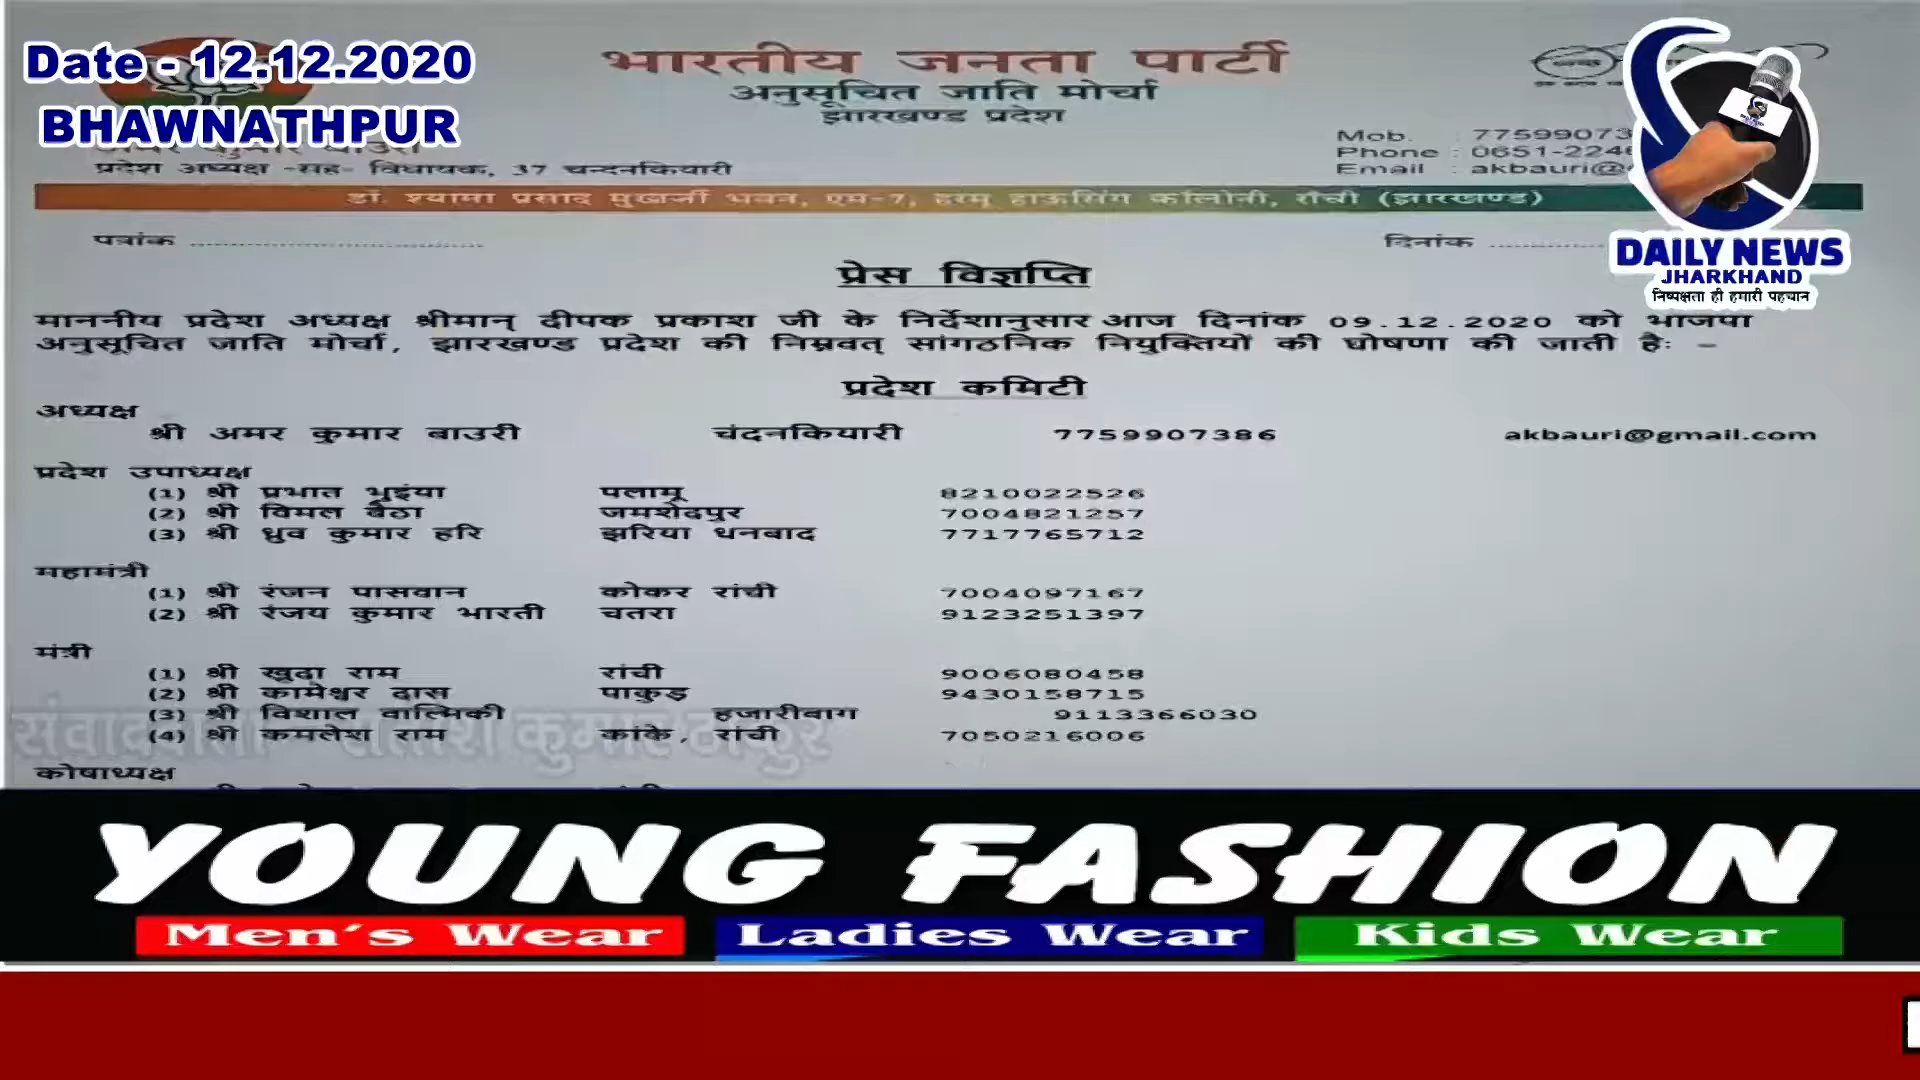 Date - 12.12.2020
BHAWNATHPUR
भारतीय जनता पार्टी
अनुसूचित जाति मोर्चा
झारखण्ड प्रदेश
प्रदेश अध्यक्ष -सह- विधायक, 37 चन्दनकियारी
Mob. : 77599073
Phone : 0651-224
Email : akbauri@
डॉ. श्यामा प्रसाद मुखर्जी भवन, एम-7, हरमू हाऊसिंग कॉलोनी, राँची (झारखण्ड)
DAILY NEWS
JHARKHAND
निष्पक्षता ही हमारी पहचान
पत्रांक ................................
दिनांक ............
प्रेस विज्ञप्ति
माननीय प्रदेश अध्यक्ष श्रीमान् दीपक प्रकाश जी के निर्देशानुसार आज दिनांक 09.12.2020 को भाजपा
अनुसूचित जाति मोर्चा, झारखण्ड प्रदेश की निम्नवत् सांगठनिक नियुक्तियों की घोषणा की जाती हैः –
प्रदेश कमिटी
अध्यक्ष
श्री अमर कुमार बाउरी चंदनकियारी 7759907386 akbauri@gmail.com
प्रदेश उपाध्यक्ष
(1) श्री प्रभात भुइंया पलामू 8210022526
(2) श्री विमल बैठा जमशेदपुर 7004821257
(3) श्री ध्रुव कुमार हरि झरिया धनबाद 7717765712
महामंत्री
(1) श्री रंजन पासवान कोकर रांची 7004097167
(2) श्री रंजय कुमार भारती चतरा 9123251397
मंत्री
(1) श्री खुदा राम रांची 9006080458
(2) श्री कामेश्वर दास पाकुड़ 9430158715
(3) श्री विशाल वाल्मिकी हजारीबाग 9113366030
(4) श्री कमलेश राम कांके, रांची 7050216006
कोषाध्यक्ष
YOUNG FASHION
Men's Wear Ladies Wear Kids Wear